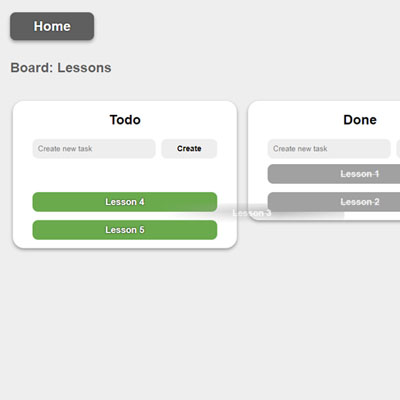 Home
Board: Lessons
Todo
Create new task
Create
Lesson 4
Lesson 5
Done
Create new task
Lesson 1
Lesson 2
Lesson 3